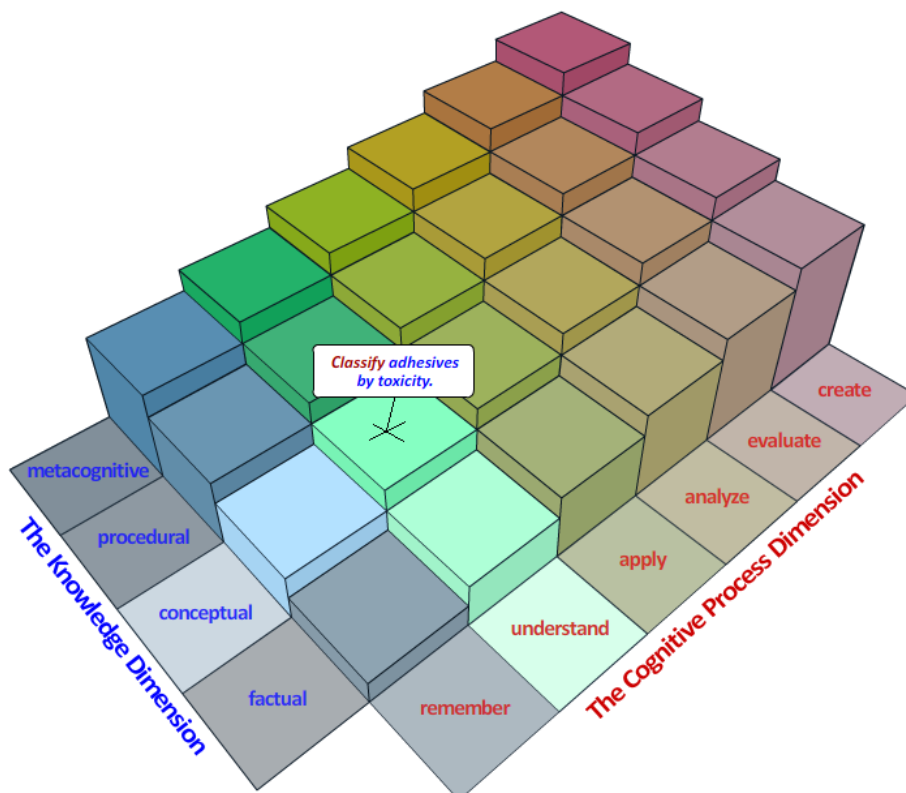 Classify adhesives
by toxicity.
metacognitive
procedural
conceptual
factual
The Knowledge Dimension
remember
understand
apply
analyze
evaluate
create
The Cognitive Process Dimension